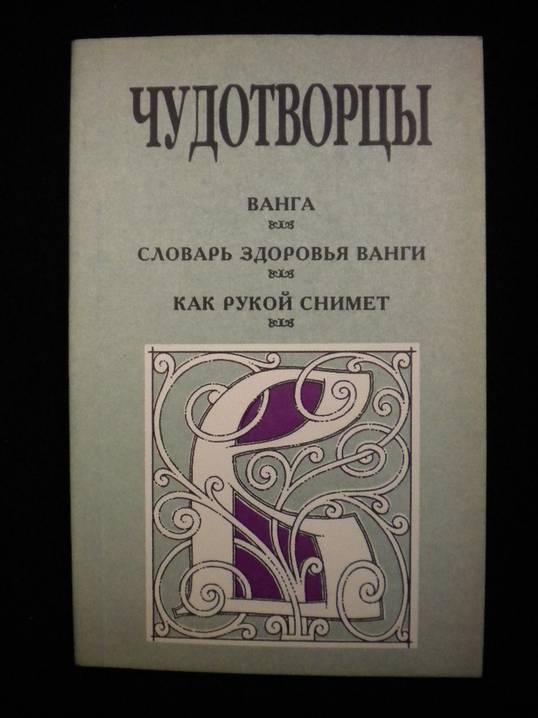 ЧУДОТВОРЦЫ
ВАНГА
СЛОВАРЬ ЗДОРОВЬЯ ВАНГИ
КАК РУКОЙ СНИМЕТ